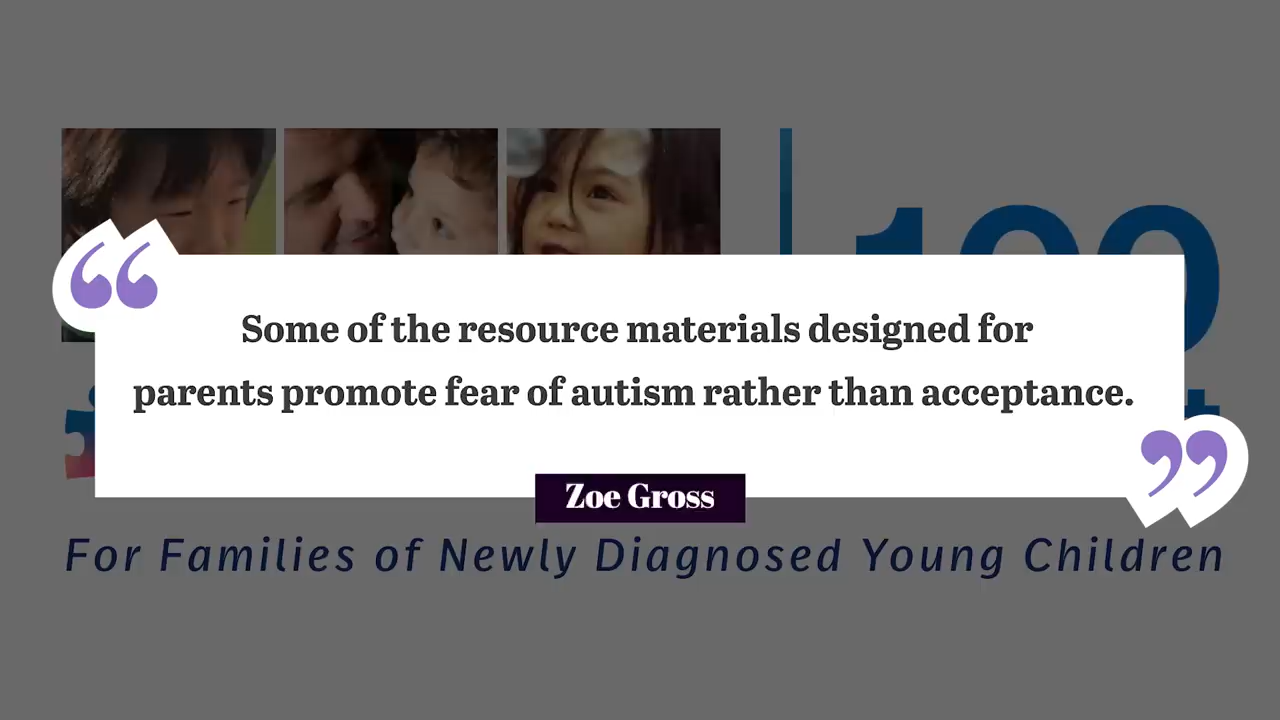 100
Some of the resource materials designed for
parents promote fear of autism rather than acceptance.
Zoe Gross
For Families of Newly Diagnosed Young Children